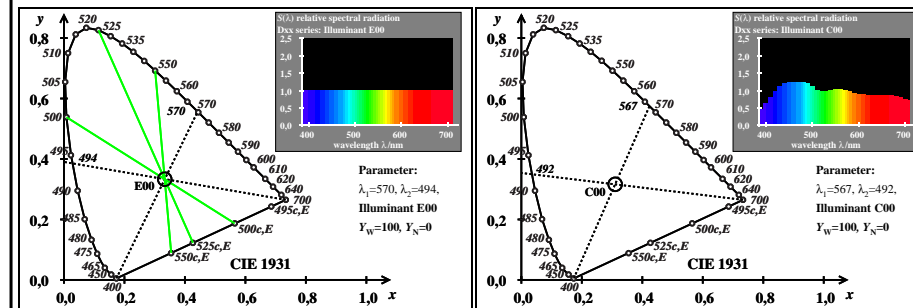 y
0,8
0,6
0,4
0,2
0,0
0,0 0,2 0,4 0,6 0,8 1,0 x
520
525
510
535
550
505
560
570
570
500
580
590
495
494
600
610
620
E00
640
490
700
495c,E
500c,E
485
525c,E
480
550c,E
475
CIE 1931
465
450
400
S(λ) relative spectral radiation
Dxx series: Illuminant E00
2,5
2,0
1,5
1,0
0,5
0,0
400 500 600 700
wavelength λ/nm
Parameter:
λ1=570, λ2=494,
Illuminant E00
YW=100, YN=0
y
0,8
0,6
0,4
0,2
0,0
0,0 0,2 0,4 0,6 0,8 1,0 x
520
525
510
535
550
505
560
567
570
500
580
590
495
492
600
610
620
C00
640
490
700
495c,E
500c,E
485
525c,E
480
550c,E
475
CIE 1931
465
450
400
S(λ) relative spectral radiation
Dxx series: Illuminant C00
2,5
2,0
1,5
1,0
0,5
0,0
400 500 600 700
wavelength λ/nm
Parameter:
λ1=567, λ2=492,
Illuminant C00
YW=100, YN=0